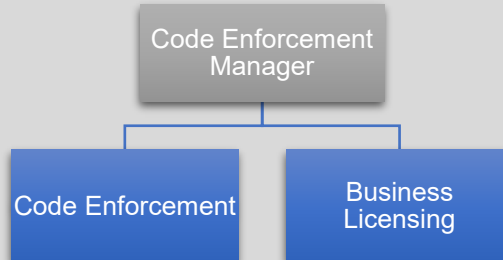 Code Enforcement
Manager
Code Enforcement
Business
Licensing